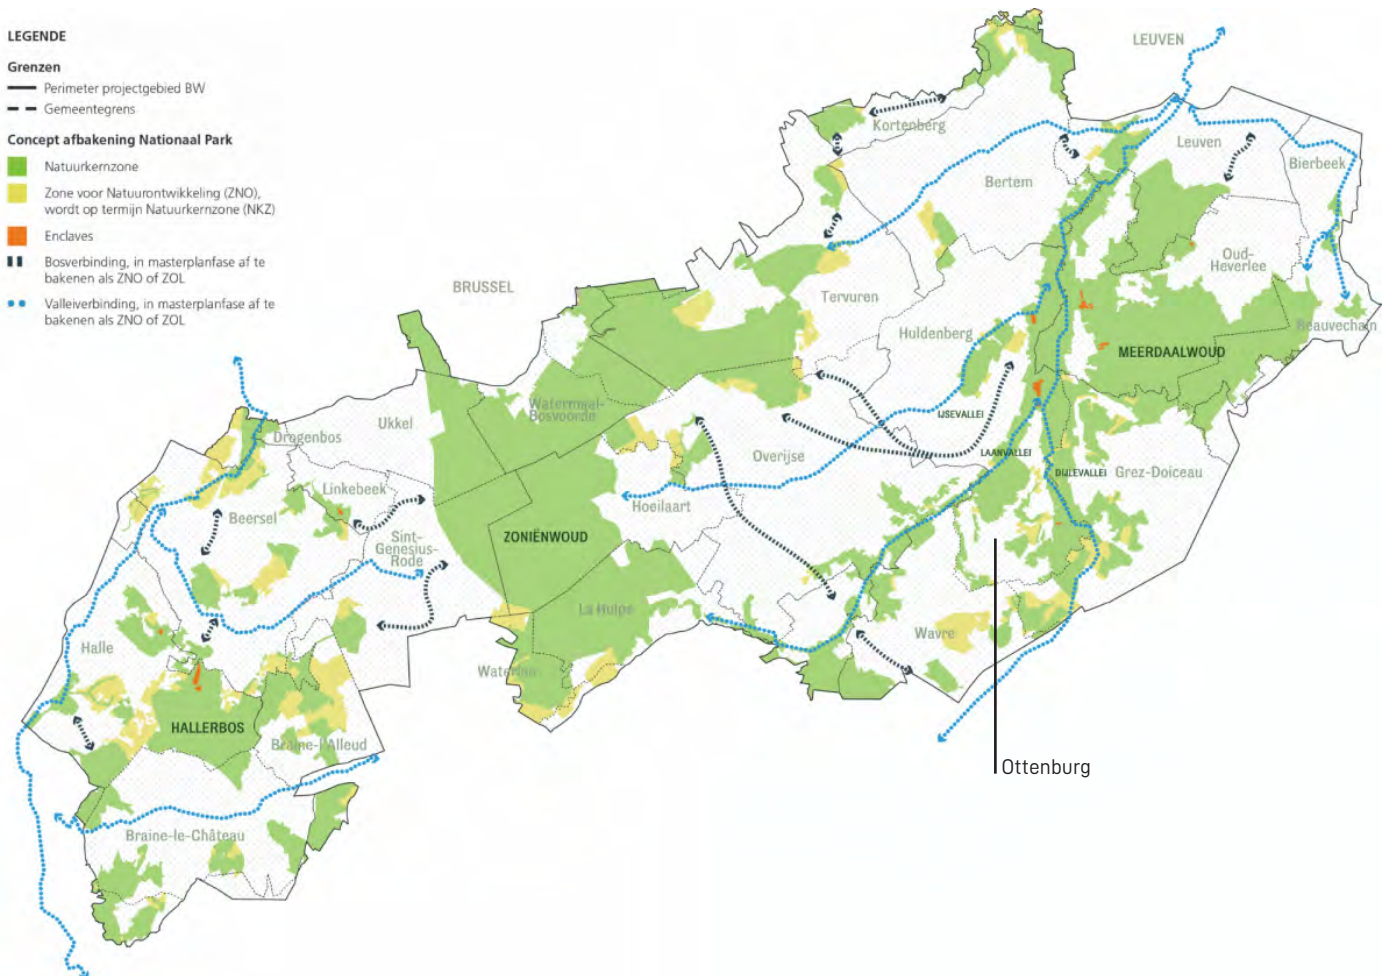 LEGENDE
Grenzen
Perimeter projectgebied BW
Gemeentegrens
Concept afbakening Nationaal Park
Natuurkernzone
Zone voor Natuurontwikkeling (ZNO),
wordt op termijn Natuurkernzone (NKZ)
Enclaves
Bosverbinding, in masterplanfase af te
bakenen als ZNO of ZOL
Valleiverbinding, in masterplanfase af te
bakenen als ZNO of ZOL
LEUVEN
Kortenberg
Leuven
Bierbeek
Bertem
Oud-
Heverlee
BRUSSEL
Tervuren
Huldenberg
Beauvechain
MEERDAALWOUD
Watermaal-
Bosvoorde
IJSEVALLEI
Ukkel
Drogenbos
Overijse
LAANVALLEI
DIJLEVALLEI
Grez-Doiceau
Linkebeek
Beersel
Hoeilaart
Sint-
Genesius-
Rode
ZONIËNWOUD
La Hulpe
Wavre
Halle
HALLERBOS
Braine-l'Alleud
Ottenburg
Braine-le-Château